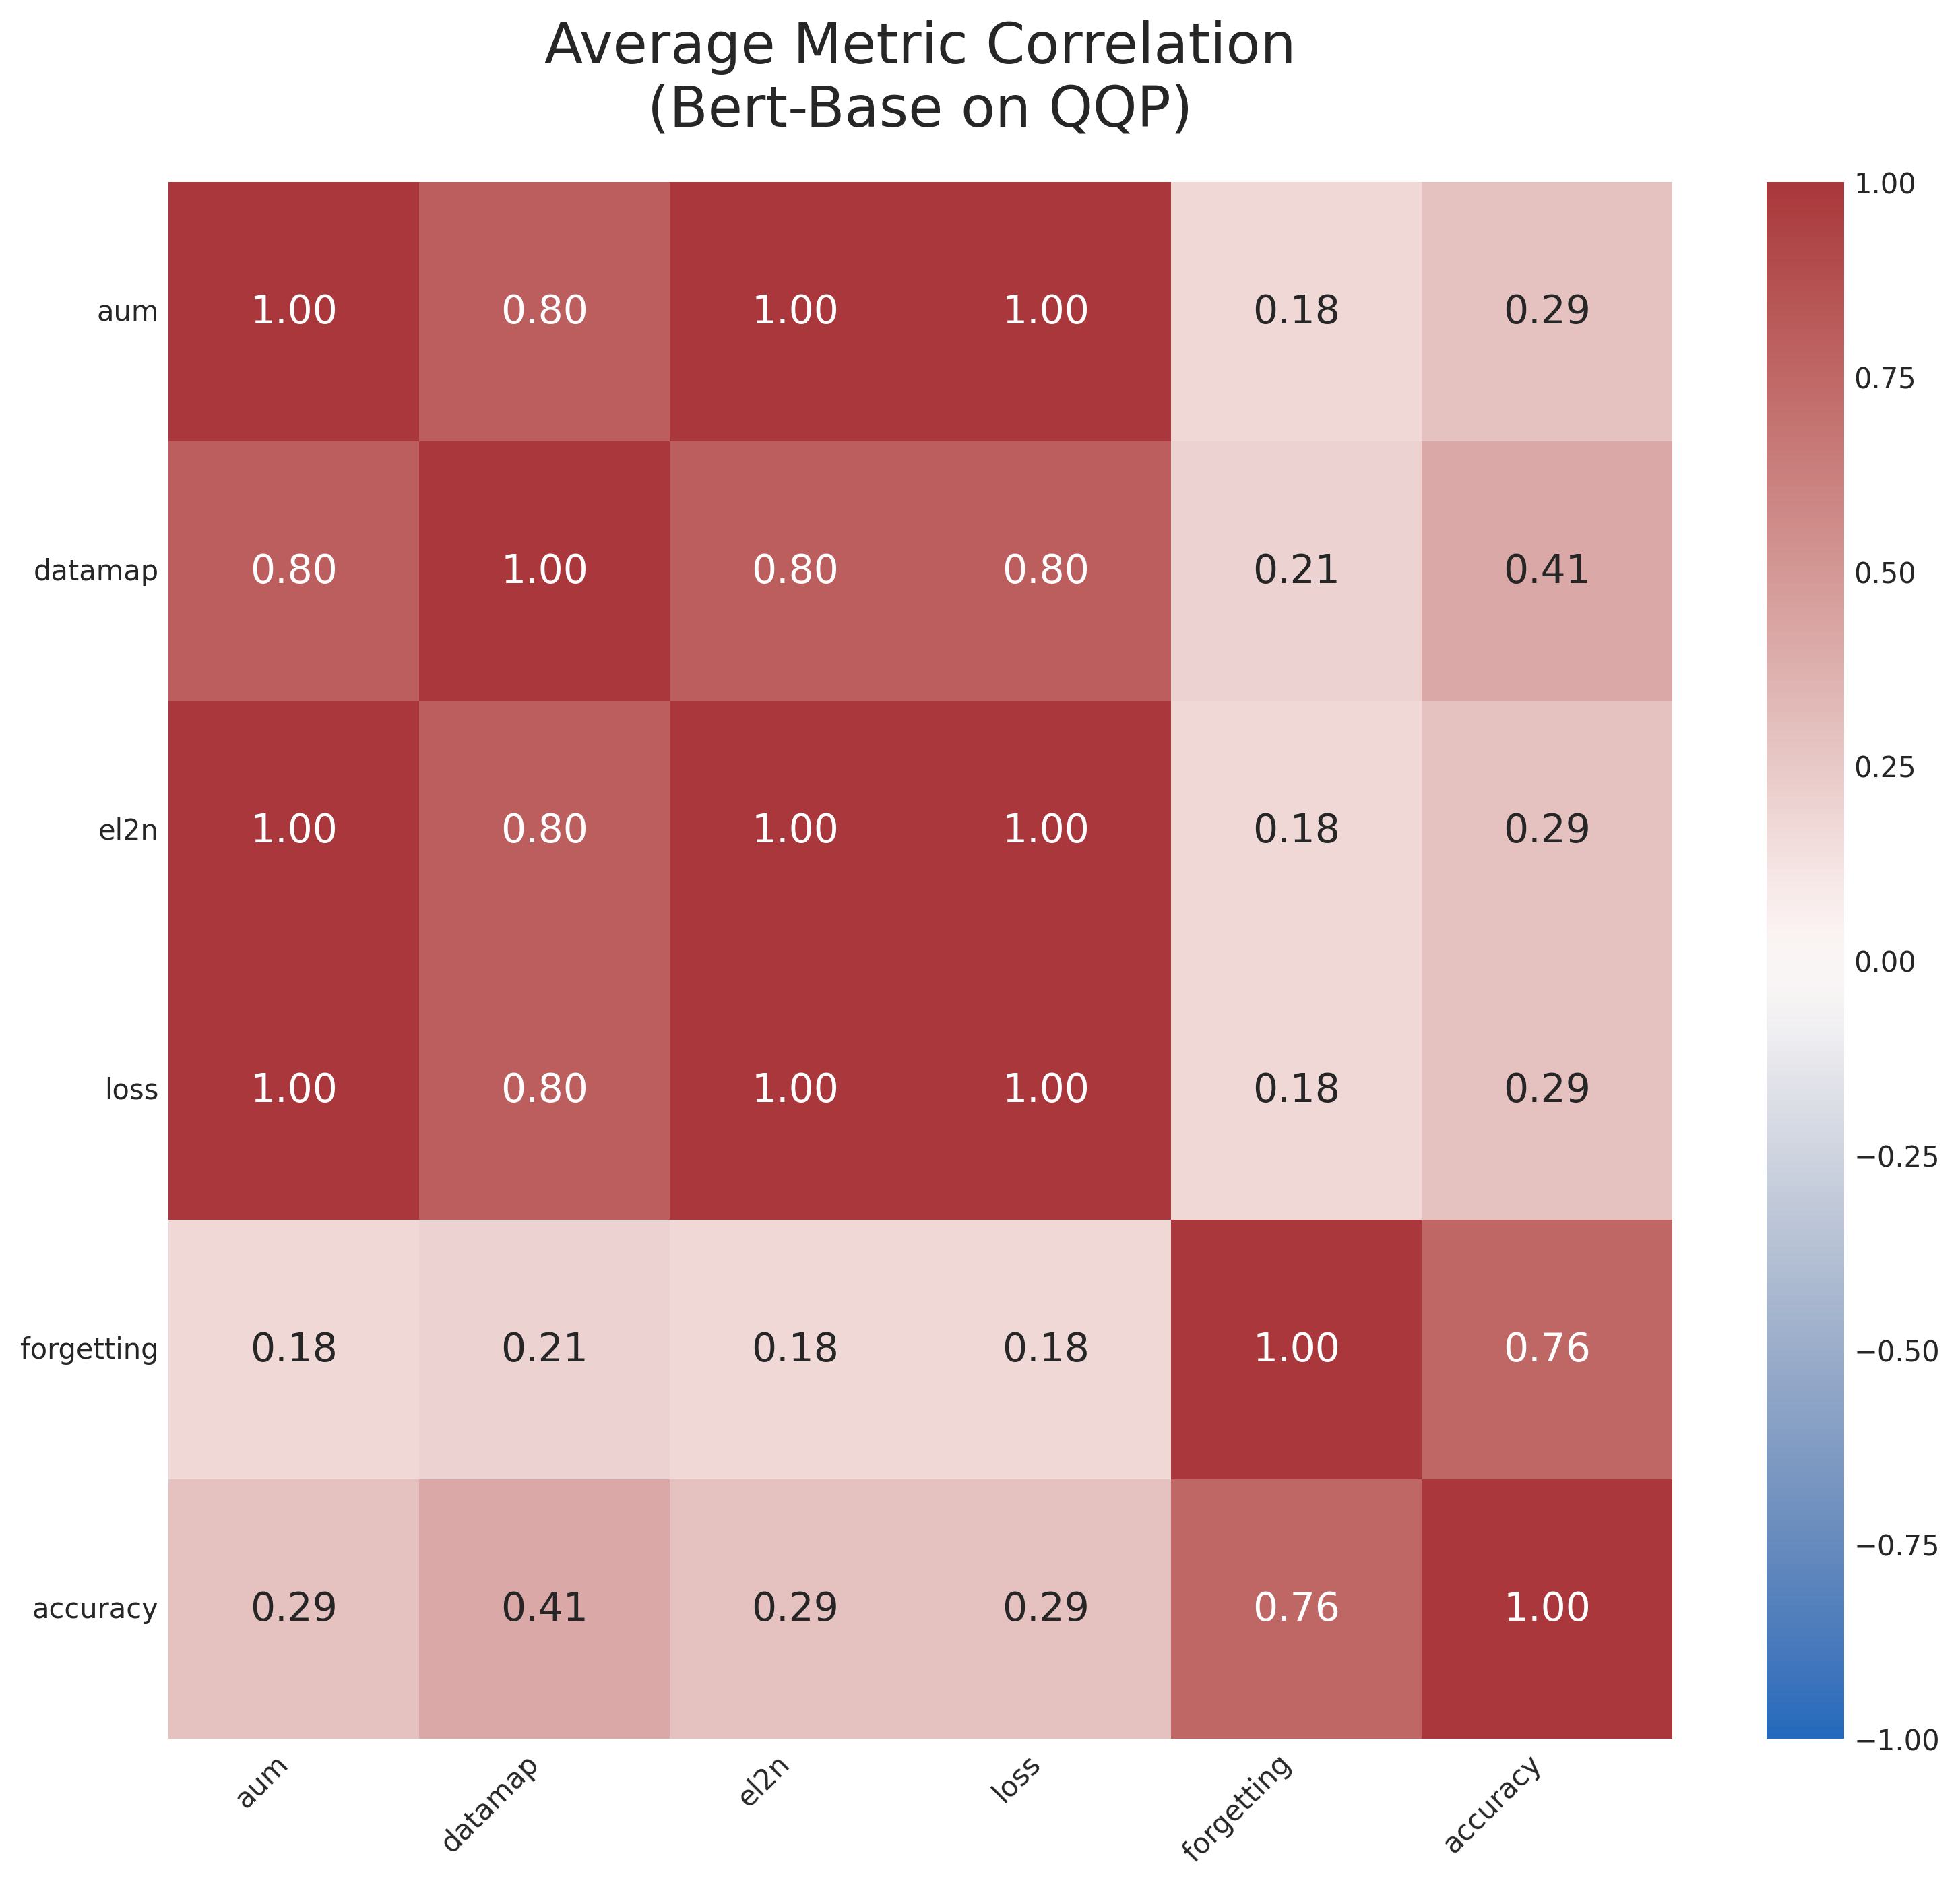 Average Metric Correlation
(Bert-Base on QQP)
aum 1.00 0.80 1.00 1.00 0.18 0.29
datamap 0.80 1.00 0.80 0.80 0.21 0.41
el2n 1.00 0.80 1.00 1.00 0.18 0.29
loss 1.00 0.80 1.00 1.00 0.18 0.29
forgetting 0.18 0.21 0.18 0.18 1.00 0.76
accuracy 0.29 0.41 0.29 0.29 0.76 1.00
aum datamap el2n loss forgetting accuracy
1.00
0.75
0.50
0.25
0.00
−0.25
−0.50
−0.75
−1.00